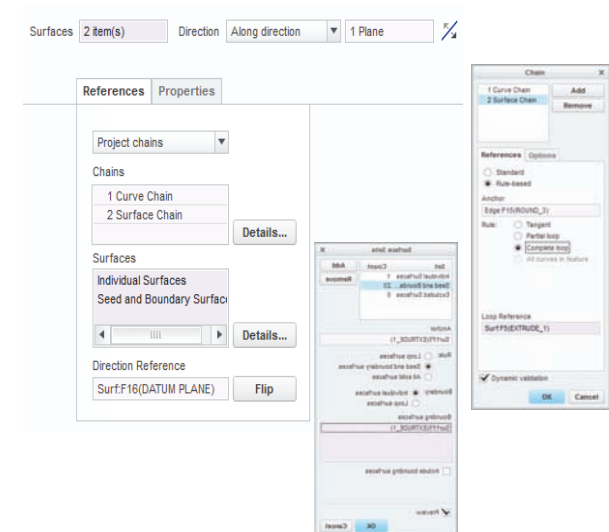 Surfaces 2 item(s) Direction Along direction 1 Plane
References Properties
Project chains
Chains
1 Curve Chain
2 Surface Chain
Details...
Surfaces
Individual Surfaces
Seed and Boundary Surfac
Details...
Direction Reference
Surf:F16(DATUM PLANE) Flip
Surface Sets
Set Count Add
Individual Surfaces 1 Remove
Seed and Bounda... 23
Excluded Surfaces 0
Anchor
Surf:F5(EXTRUDE_1)
Rule: Loop surfaces
Seed and boundary surfaces
All solid surfaces
Boundary: Individual surfaces
Loop surfaces
Bounding surfaces
Surf:F5(EXTRUDE_1)
Include bounding surfaces
Preview
OK Cancel
Chain
1 Curve Chain Add
2 Surface Chain Remove
References Options
Standard
Rule-based
Anchor
Edge:F15(ROUND_3)
Rule: Tangent
Partial loop
Complete loop
All curves in feature
Loop Reference
Surf:F5(EXTRUDE_1)
Dynamic validation
OK Cancel